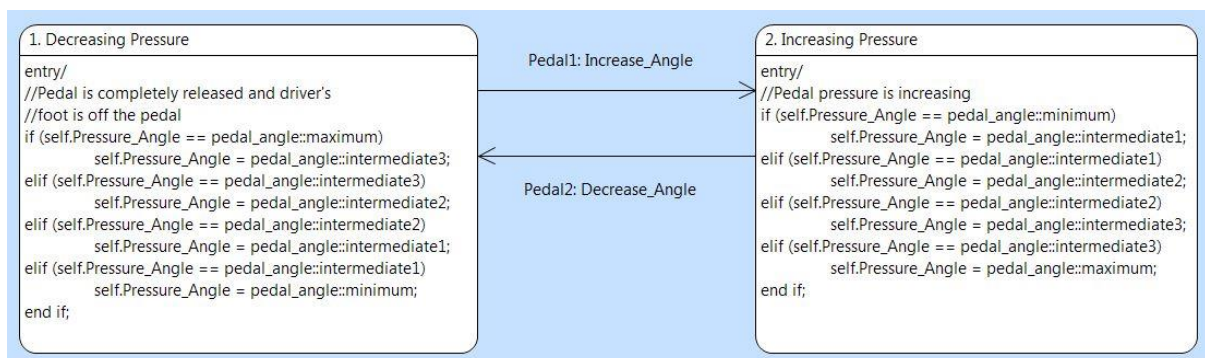 1. Decreasing Pressure
entry/
//Pedal is completely released and driver's
//foot is off the pedal
if (self.Pressure_Angle == pedal_angle::maximum)
self.Pressure_Angle = pedal_angle::intermediate3;
elif (self.Pressure_Angle == pedal_angle::intermediate3)
self.Pressure_Angle = pedal_angle::intermediate2;
elif (self.Pressure_Angle == pedal_angle::intermediate2)
self.Pressure_Angle = pedal_angle::intermediate1;
elif (self.Pressure_Angle == pedal_angle::intermediate1)
self.Pressure_Angle = pedal_angle::minimum;
end if;
Pedal1: Increase_Angle
Pedal2: Decrease_Angle
2. Increasing Pressure
entry/
//Pedal pressure is increasing
if (self.Pressure_Angle == pedal_angle::minimum)
self.Pressure_Angle = pedal_angle::intermediate1;
elif (self.Pressure_Angle == pedal_angle::intermediate1)
self.Pressure_Angle = pedal_angle::intermediate2;
elif (self.Pressure_Angle == pedal_angle::intermediate2)
self.Pressure_Angle = pedal_angle::intermediate3;
elif (self.Pressure_Angle == pedal_angle::intermediate3)
self.Pressure_Angle = pedal_angle::maximum;
end if;